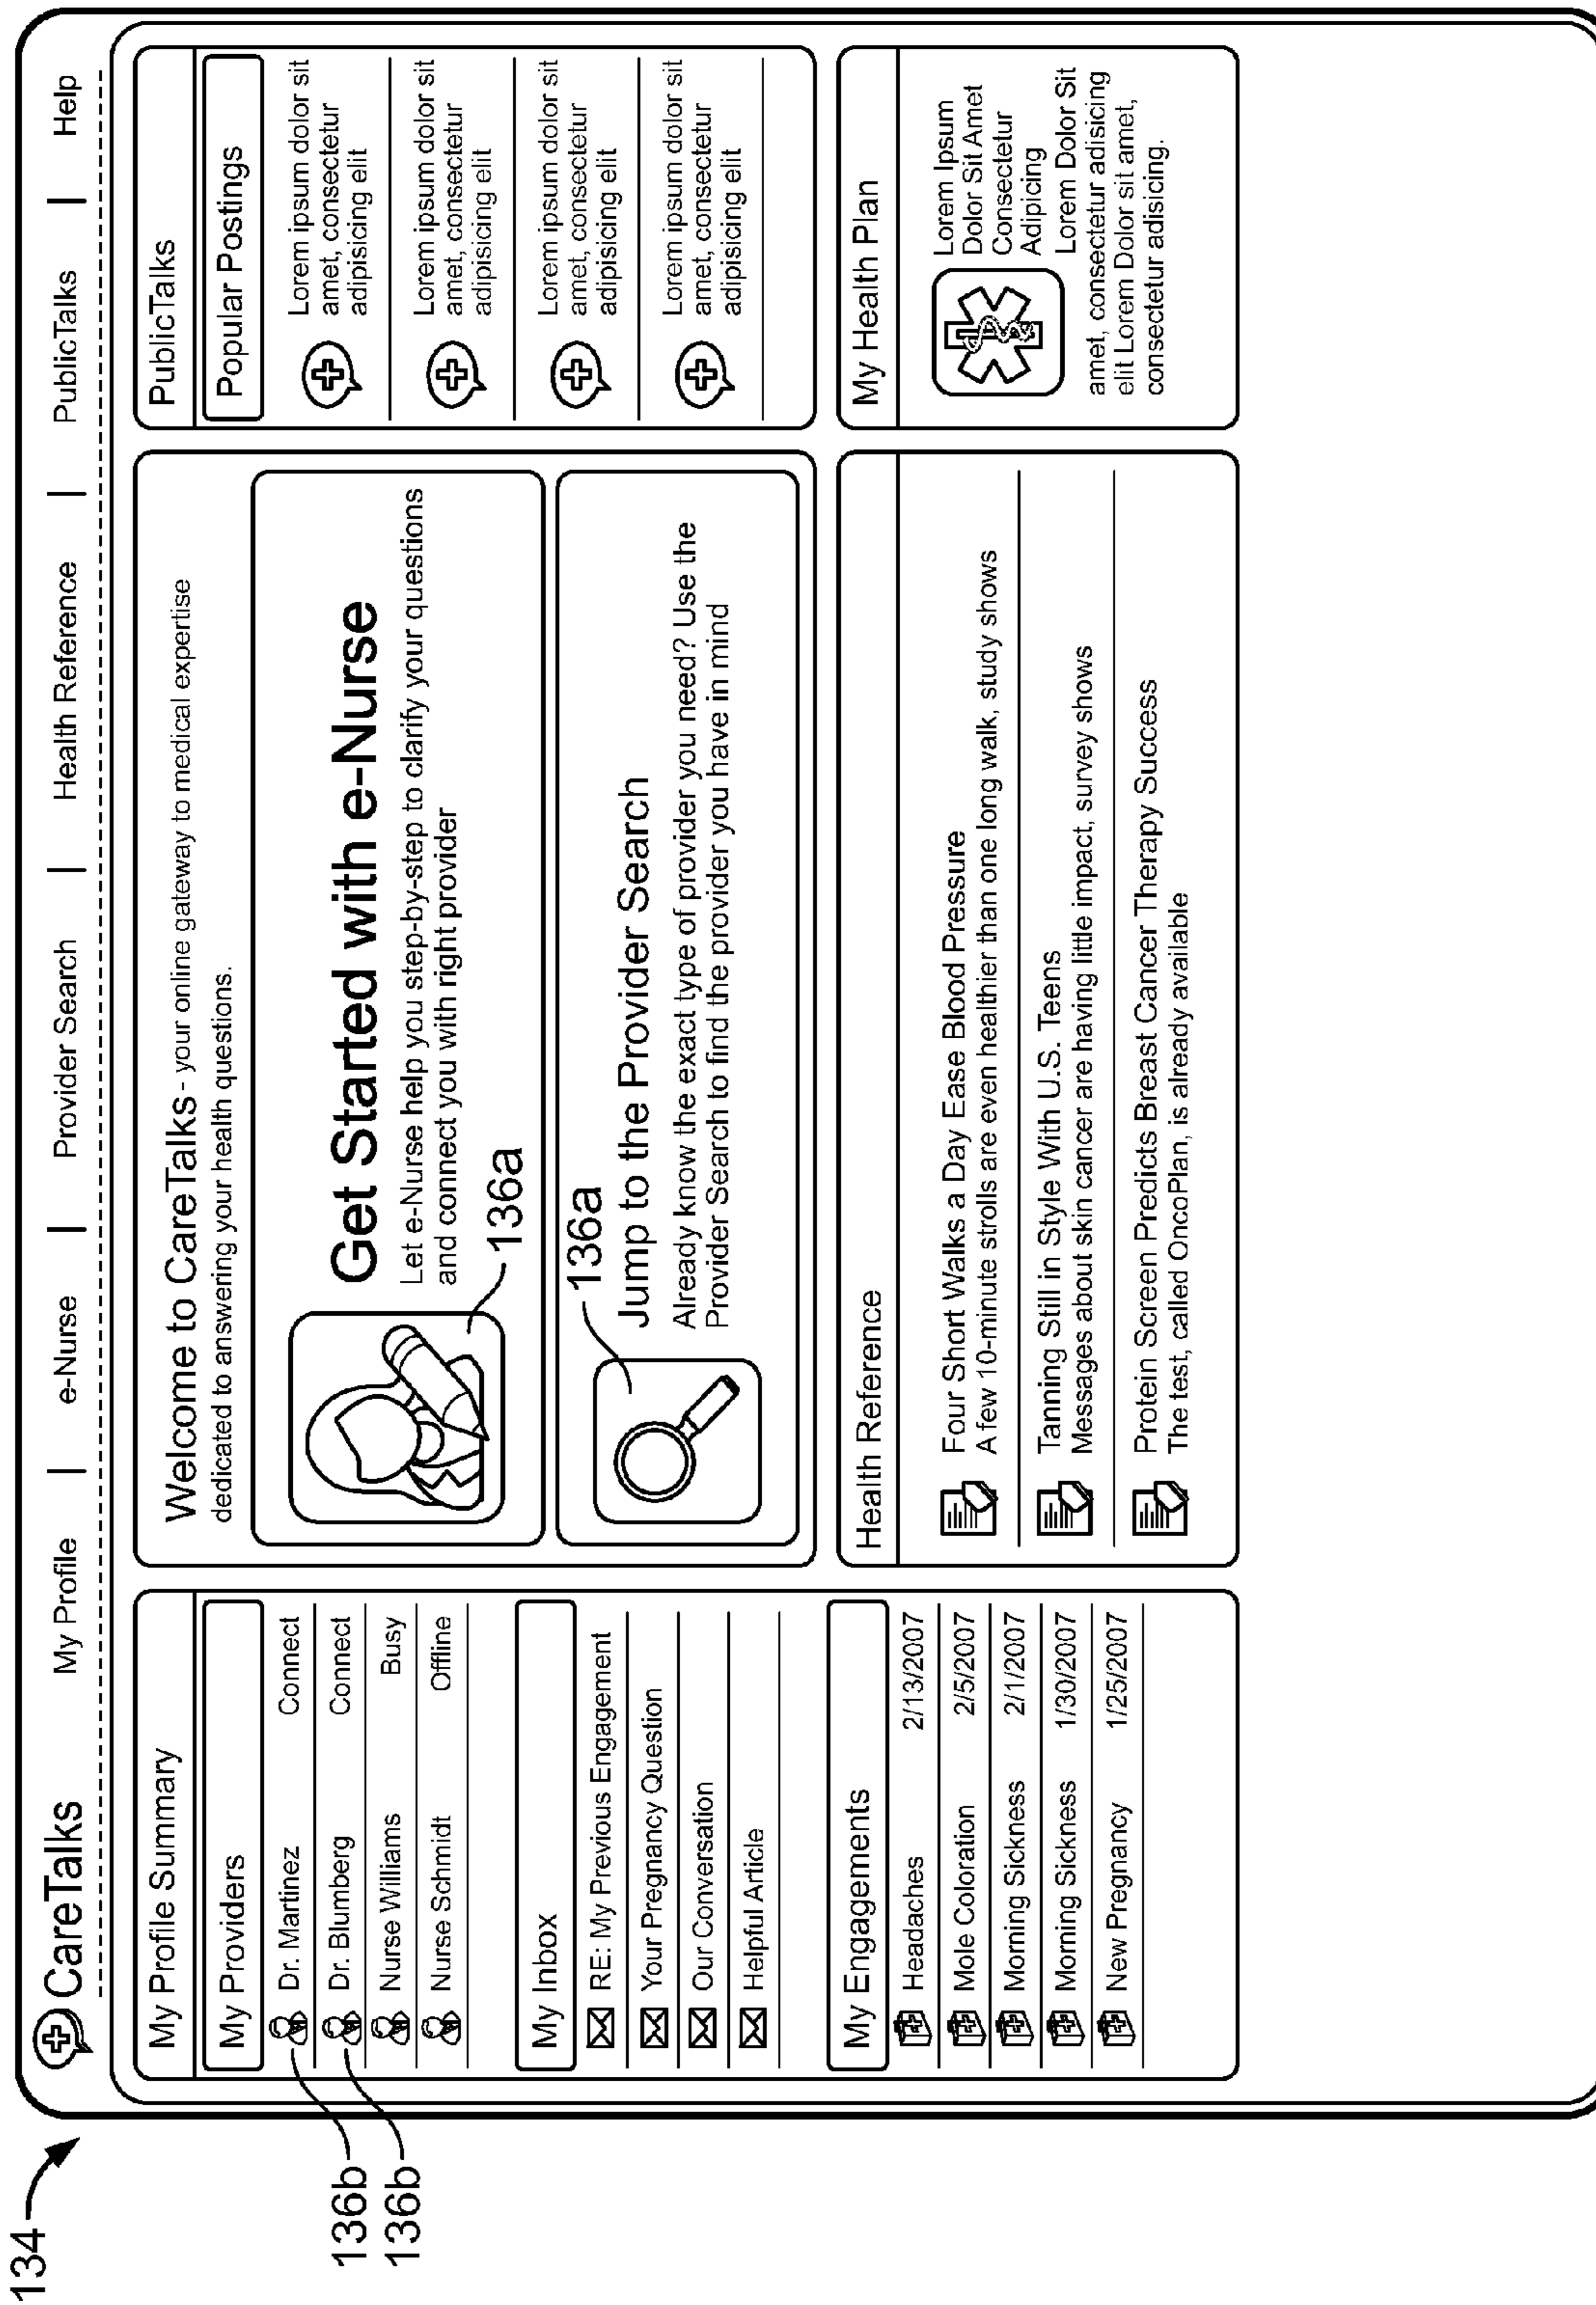 134
CareTalks
My Profile | e-Nurse | Provider Search | Health Reference | PublicTalks | Help
My Profile Summary
My Providers
Dr. Martinez Connect
Dr. Blumberg Connect
Nurse Williams Busy
Nurse Schmidt Offline
136b
136b
My Inbox
RE: My Previous Engagement
Your Pregnancy Question
Our Conversation
Helpful Article
My Engagements
Headaches 2/13/2007
Mole Coloration 2/5/2007
Morning Sickness 2/1/2007
Morning Sickness 1/30/2007
New Pregnancy 1/25/2007
Welcome to CareTalks - your online gateway to medical expertise
dedicated to answering your health questions.
Get Started with e-Nurse
Let e-Nurse help you step-by-step to clarify your questions
and connect you with right provider
136a
136a
Jump to the Provider Search
Already know the exact type of provider you need? Use the
Provider Search to find the provider you have in mind
Health Reference
Four Short Walks a Day Ease Blood Pressure
A few 10-minute strolls are even healthier than one long walk, study shows
Tanning Still in Style With U.S. Teens
Messages about skin cancer are having little impact, survey shows
Protein Screen Predicts Breast Cancer Therapy Success
The test, called OncoPlan, is already available
PublicTalks
Popular Postings
Lorem ipsum dolor sit
amet, consectetur
adipisicing elit
Lorem ipsum dolor sit
amet, consectetur
adipisicing elit
Lorem ipsum dolor sit
amet, consectetur
adipisicing elit
Lorem ipsum dolor sit
amet, consectetur
adipisicing elit
My Health Plan
Lorem Ipsum
Dolor Sit Amet
Consectetur
Adipicing
Lorem Dolor Sit
amet, consectetur adisicing
elit Lorem Dolor sit amet,
consectetur adisicing.